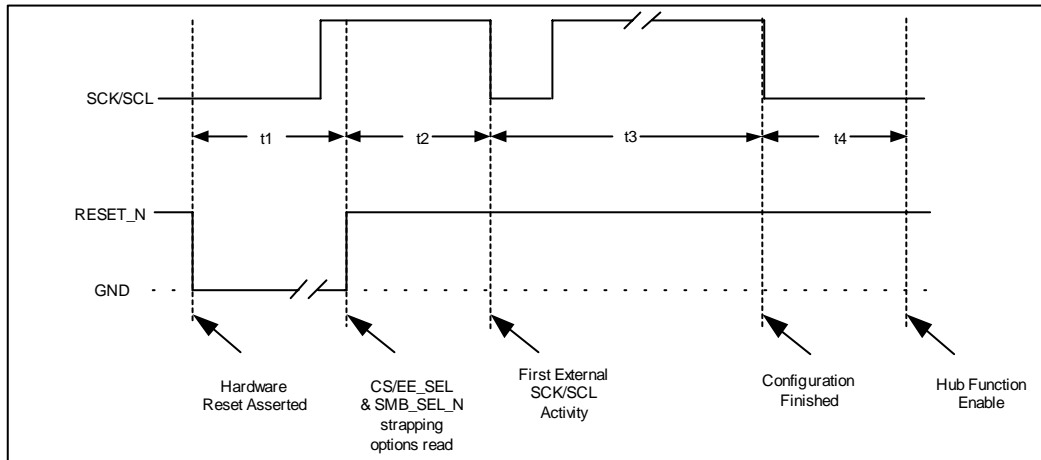 SCK/SCL
t1
t2
t3
t4
RESET_N
GND
Hardware
Reset Asserted
CS/EE_SEL
& SMB_SEL_N
strapping
options read
First External
SCK/SCL
Activity
Configuration
Finished
Hub Function
Enable